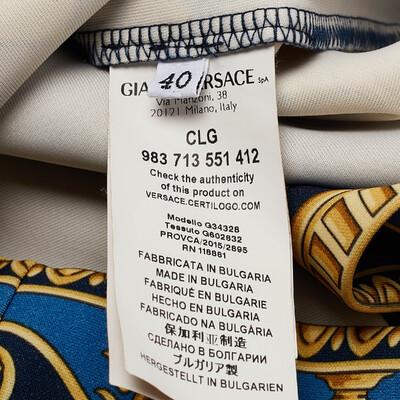 40
GIA ERSACE SpA
Via Manzoni, 38
20121 Milano, Italy
CLG
983 713 551 412
Check the authenticity
of this product on
VERSACE.CERTILOGO.COM
Modello G34328
Tessuto G602632
PROVCA/2015/2895
RN 118861
FABBRICATA IN BULGARIA
MADE IN BULGARIA
FABRIQUÉ EN BULGARIE
HECHO EN BULGARIA
FABRICADO NA BULGÁRIA
保加利亚制造
СДЕЛАНО В БОЛГАРИИ
ブルガリア製
HERGESTELLT IN BULGARIEN